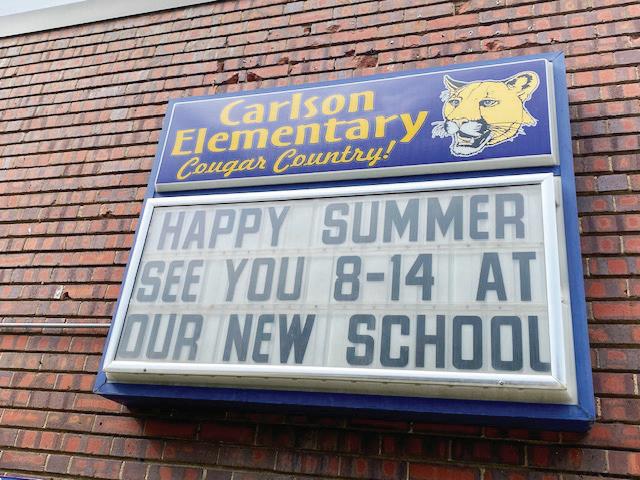 Carlson
Elementary
Cougar Country!
HAPPY SUMMER
SEE YOU 8-14 AT
OUR NEW SCHOOL